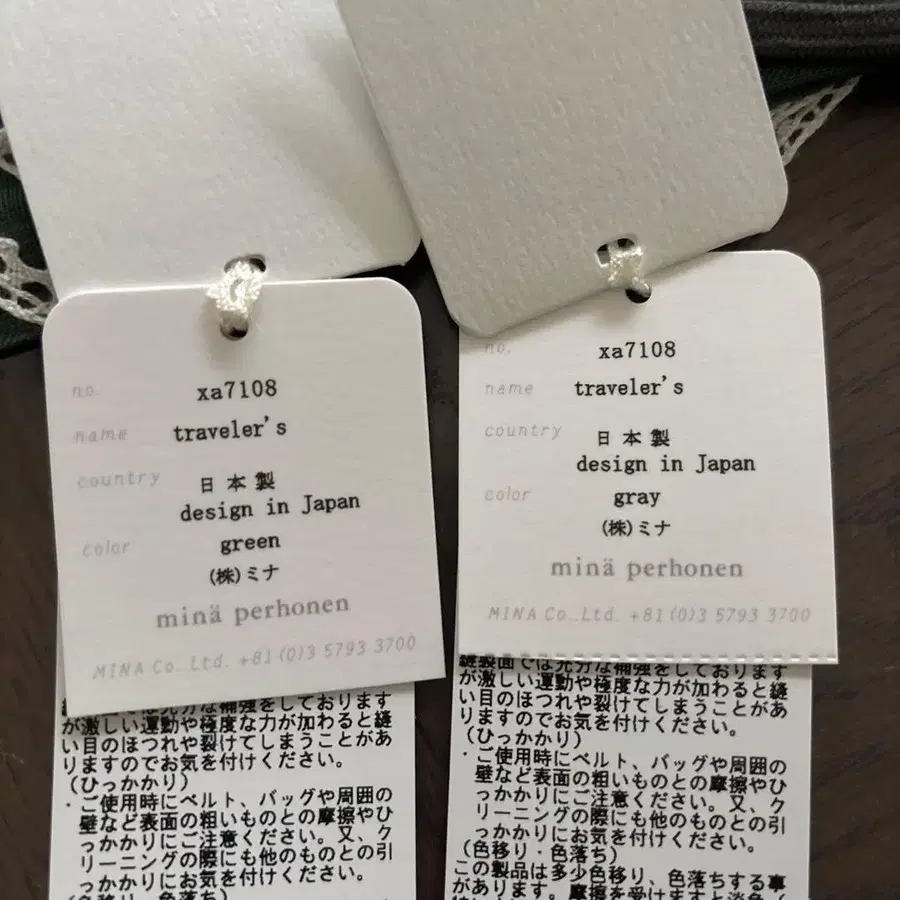 no. xa7108
name traveler's
country 日本製
design in Japan
color green
(株)ミナ
minä perhonen
MINA Co.,Ltd. +81(0)3 5793 3700
が激しい運動や極度な力が加わると縫
い目のほつれや裂けてしまうことがあ
りますのでお気を付けください。
(ひっかかり)
・ご使用時にベルト、バッグや周囲の
壁など表面の粗いものとの摩擦やひ
っかかりにご注意ください。又、ク
リーニングの際にも他のものとの引
っかかりにお気を付けください。
(色移り・色落ち)
no. xa7108
name traveler's
country 日本製
design in Japan
color gray
(株)ミナ
minä perhonen
MINA Co.,Ltd. +81(0)3 5793 3700
縫製面では充分な補強をしております
が激しい運動や極度な力が加わると縫
い目のほつれや裂けてしまうことがあ
りますのでお気を付けください。
(ひっかかり)
・ご使用時にベルト、バッグや周囲の
壁など表面の粗いものとの摩擦やひ
っかかりにご注意ください。又、ク
リーニングの際にも他のものとの引
っかかりにお気を付けください。
(色移り・色落ち)
この製品は多少色移り、色落ちする事
があります。摩擦を受けますと淡色